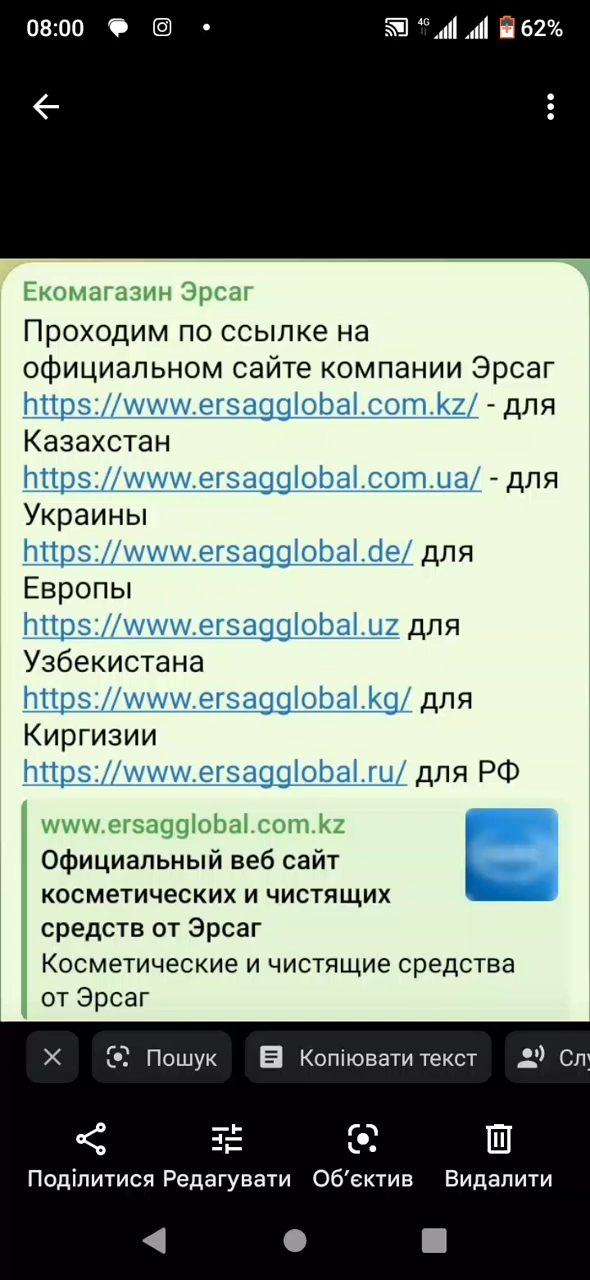 08:00
4G
62%
Екомагазин Эрсаг
Проходим по ссылке на
официальном сайте компании Эрсаг
https://www.ersagglobal.com.kz/ - для
Казахстан
https://www.ersagglobal.com.ua/ - для
Украины
https://www.ersagglobal.de/ для
Европы
https://www.ersagglobal.uz для
Узбекистана
https://www.ersagglobal.kg/ для
Киргизии
https://www.ersagglobal.ru/ для РФ
www.ersagglobal.com.kz
Официальный веб сайт
косметических и чистящих
средств от Эрсаг
Косметические и чистящие средства
от Эрсаг
Пошук
Копіювати текст
Слу
Поділитися Редагувати Об’єктив Видалити